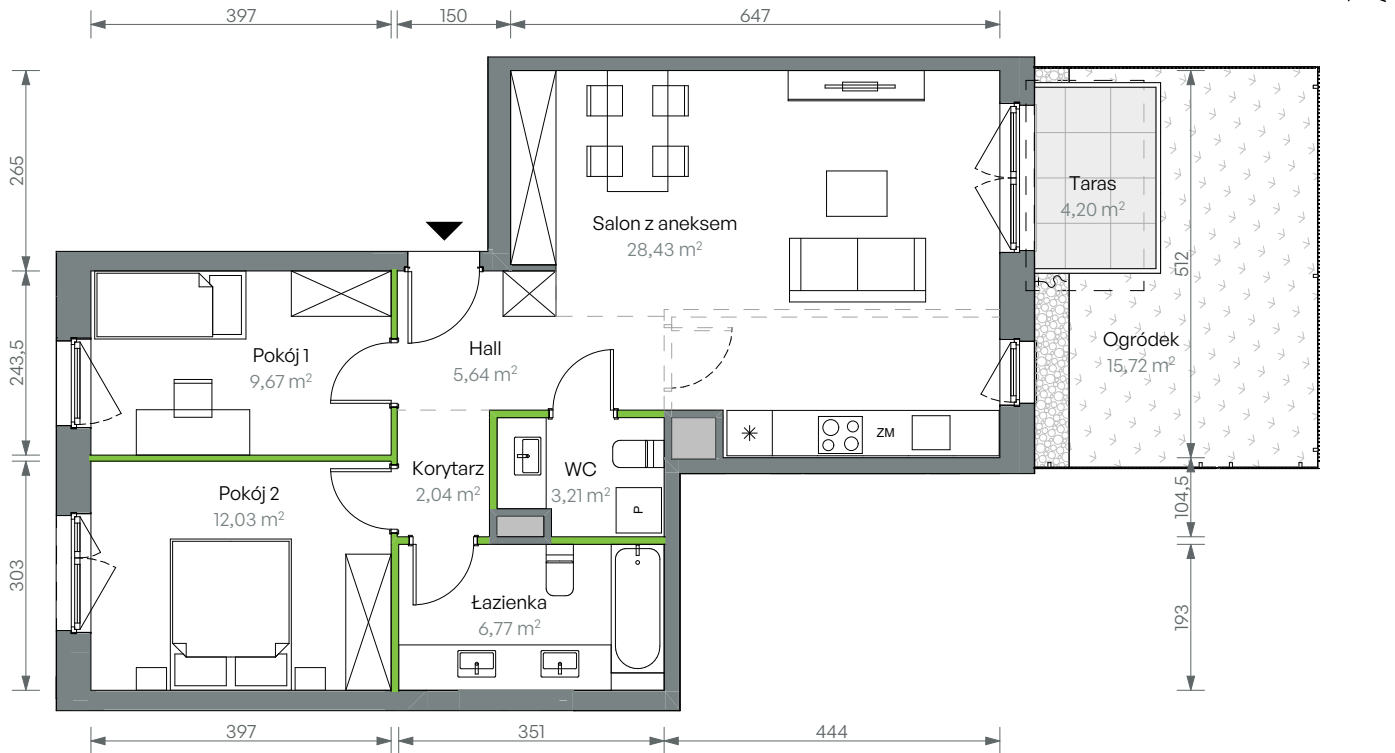 397
150
647
265
Salon z aneksem
28,43 m²
Taras
4,20 m²
512
243,5
Pokój 1
9,67 m²
Hall
5,64 m²
Ogródek
15,72 m²
ZM
Korytarz
2,04 m²
WC
3,21 m²
P
104,5
Pokój 2
12,03 m²
303
Łazienka
6,77 m²
193
397
351
444